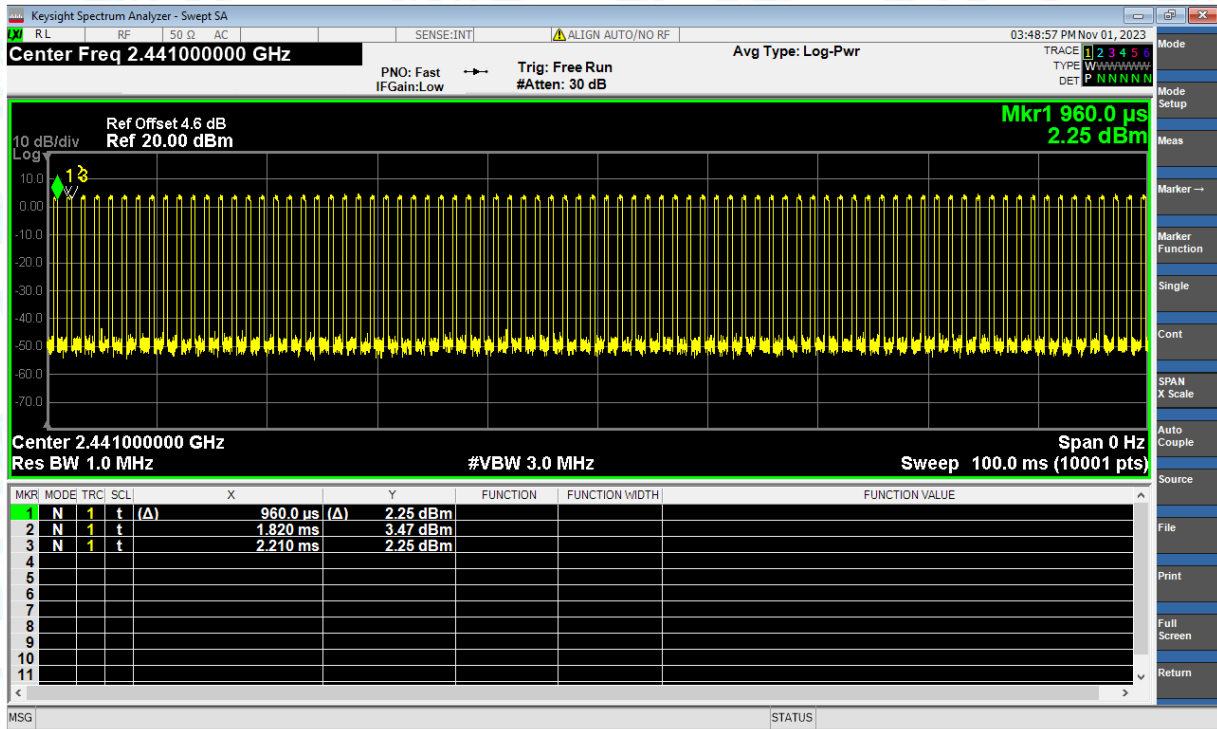 Keysight Spectrum Analyzer - Swept SA
LXI RL RF 50 Ω AC SENSE:INT ALIGN AUTO/NO RF 03:48:57 PM Nov 01, 2023
Center Freq 2.441000000 GHz
PNO: Fast
IFGain:Low
Trig: Free Run
#Atten: 30 dB
Avg Type: Log-Pwr
TRACE 1 2 3 4 5 6
TYPE WWWWWW
DET P N N N N N
Mkr1 960.0 µs
2.25 dBm
Ref Offset 4.6 dB
10 dB/div Ref 20.00 dBm
Log
10.0
0.00
-10.0
-20.0
-30.0
-40.0
-50.0
-60.0
-70.0
1 3
Center 2.441000000 GHz Span 0 Hz
Res BW 1.0 MHz #VBW 3.0 MHz Sweep 100.0 ms (10001 pts)
MKR MODE TRC SCL X Y FUNCTION FUNCTION WIDTH FUNCTION VALUE
1 N 1 t (Δ) 960.0 µs (Δ) 2.25 dBm
2 N 1 t 1.820 ms 3.47 dBm
3 N 1 t 2.210 ms 2.25 dBm
4
5
6
7
8
9
10
11
MSG STATUS
Mode
Mode
Setup
Meas
Marker →
Marker
Function
Single
Cont
SPAN
X Scale
Auto
Couple
Source
File
Print
Full
Screen
Return